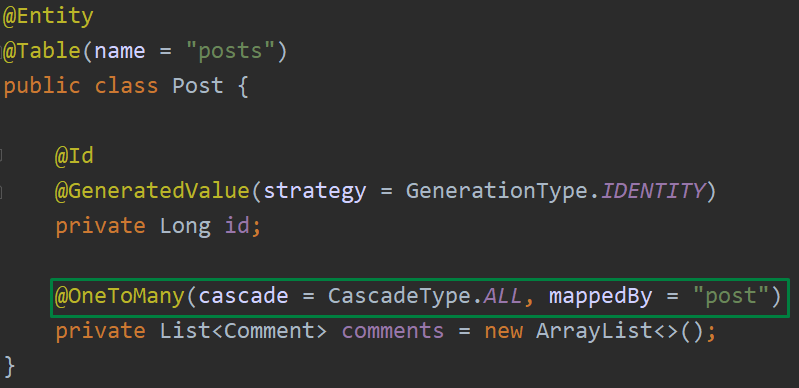 @Entity
@Table(name = "posts")
public class Post {
@Id
@GeneratedValue(strategy = GenerationType.IDENTITY)
private Long id;
@OneToMany(cascade = CascadeType.ALL, mappedBy = "post")
private List<Comment> comments = new ArrayList<>();
}